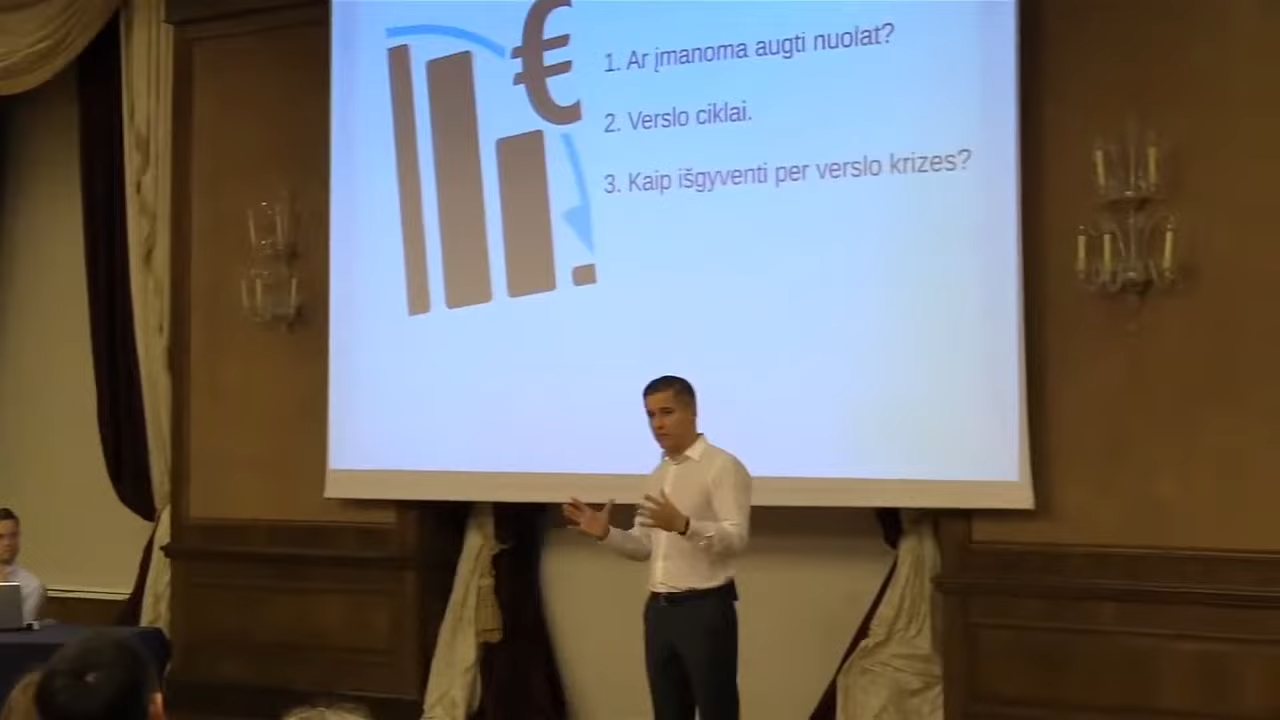 €
1. Ar įmanoma augti nuolat?
2. Verslo ciklai.
3. Kaip išgyventi per verslo krizes?